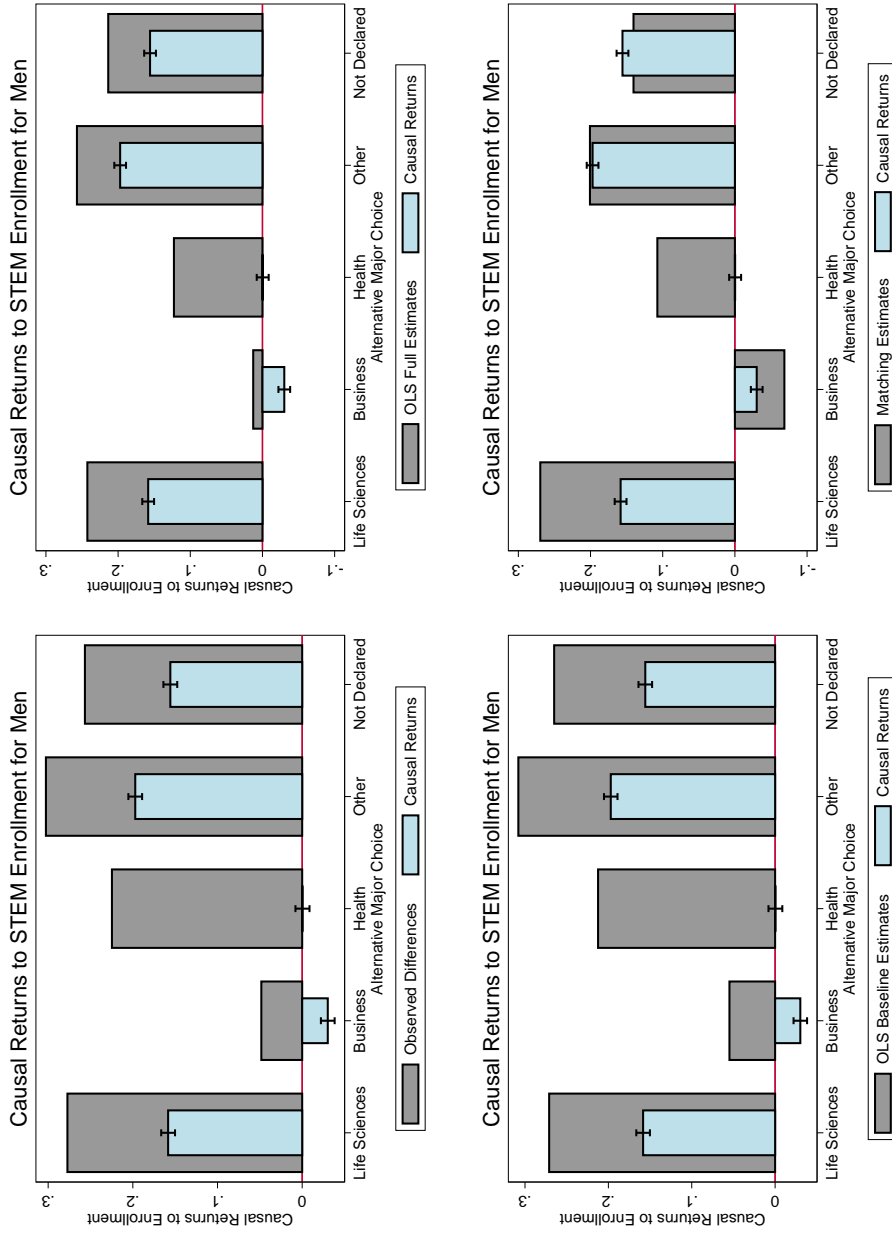 Causal Returns to STEM Enrollment for Men
Causal Returns to Enrollment
.3
.2
.1
0
Life Sciences Business Health Other Not Declared
Alternative Major Choice
Observed Differences Causal Returns
Causal Returns to STEM Enrollment for Men
Causal Returns to Enrollment
.3
.2
.1
0
-.1
Life Sciences Business Health Other Not Declared
Alternative Major Choice
OLS Full Estimates Causal Returns
Causal Returns to STEM Enrollment for Men
Causal Returns to Enrollment
.3
.2
.1
0
Life Sciences Business Health Other Not Declared
Alternative Major Choice
OLS Baseline Estimates Causal Returns
Causal Returns to STEM Enrollment for Men
Causal Returns to Enrollment
.3
.2
.1
0
-.1
Life Sciences Business Health Other Not Declared
Alternative Major Choice
Matching Estimates Causal Returns